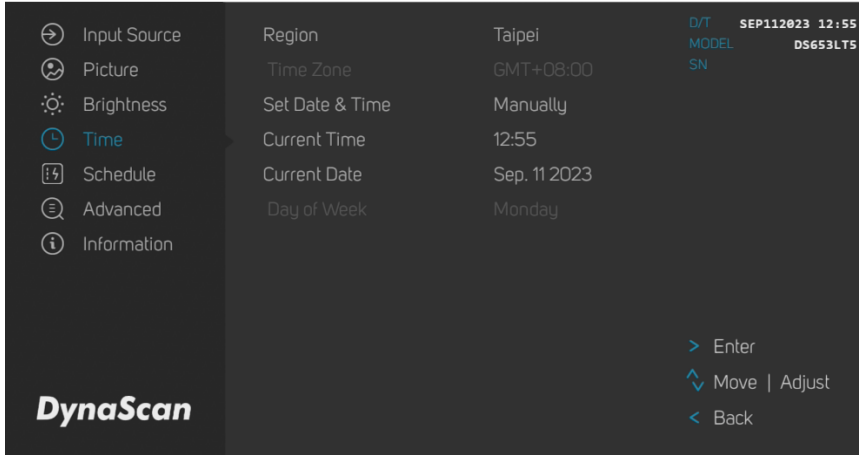 Input Source
Picture
Brightness
Time
Schedule
Advanced
Information
DynaScan
Region Taipei
Time Zone GMT+08:00
Set Date & Time Manually
Current Time 12:55
Current Date Sep. 11 2023
Day of Week Monday
D/T SEP112023 12:55
MODEL DS653LT5
SN
> Enter
Move | Adjust
< Back